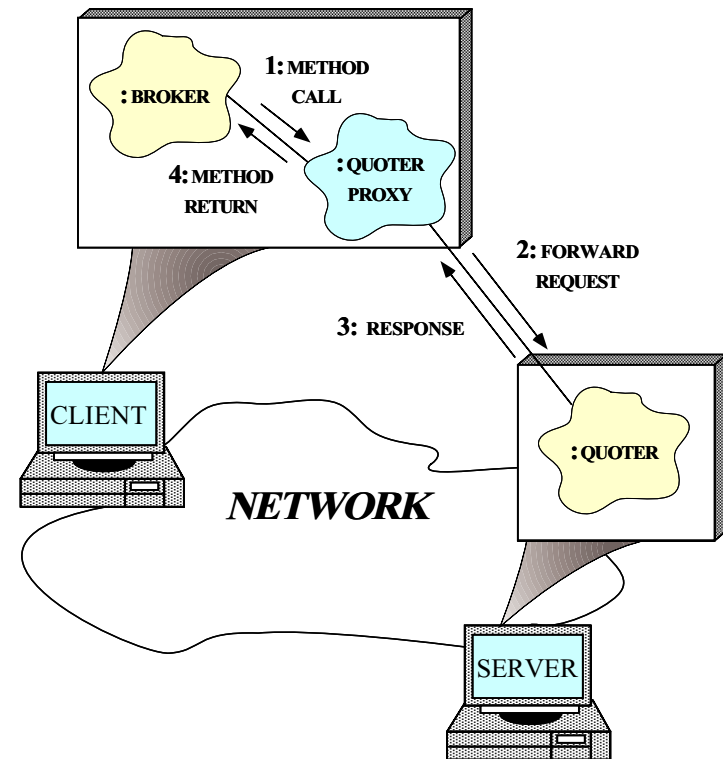 1: METHOD
CALL
: BROKER
: QUOTER
PROXY
4: METHOD
RETURN
2: FORWARD
REQUEST
3: RESPONSE
CLIENT
: QUOTER
NETWORK
SERVER